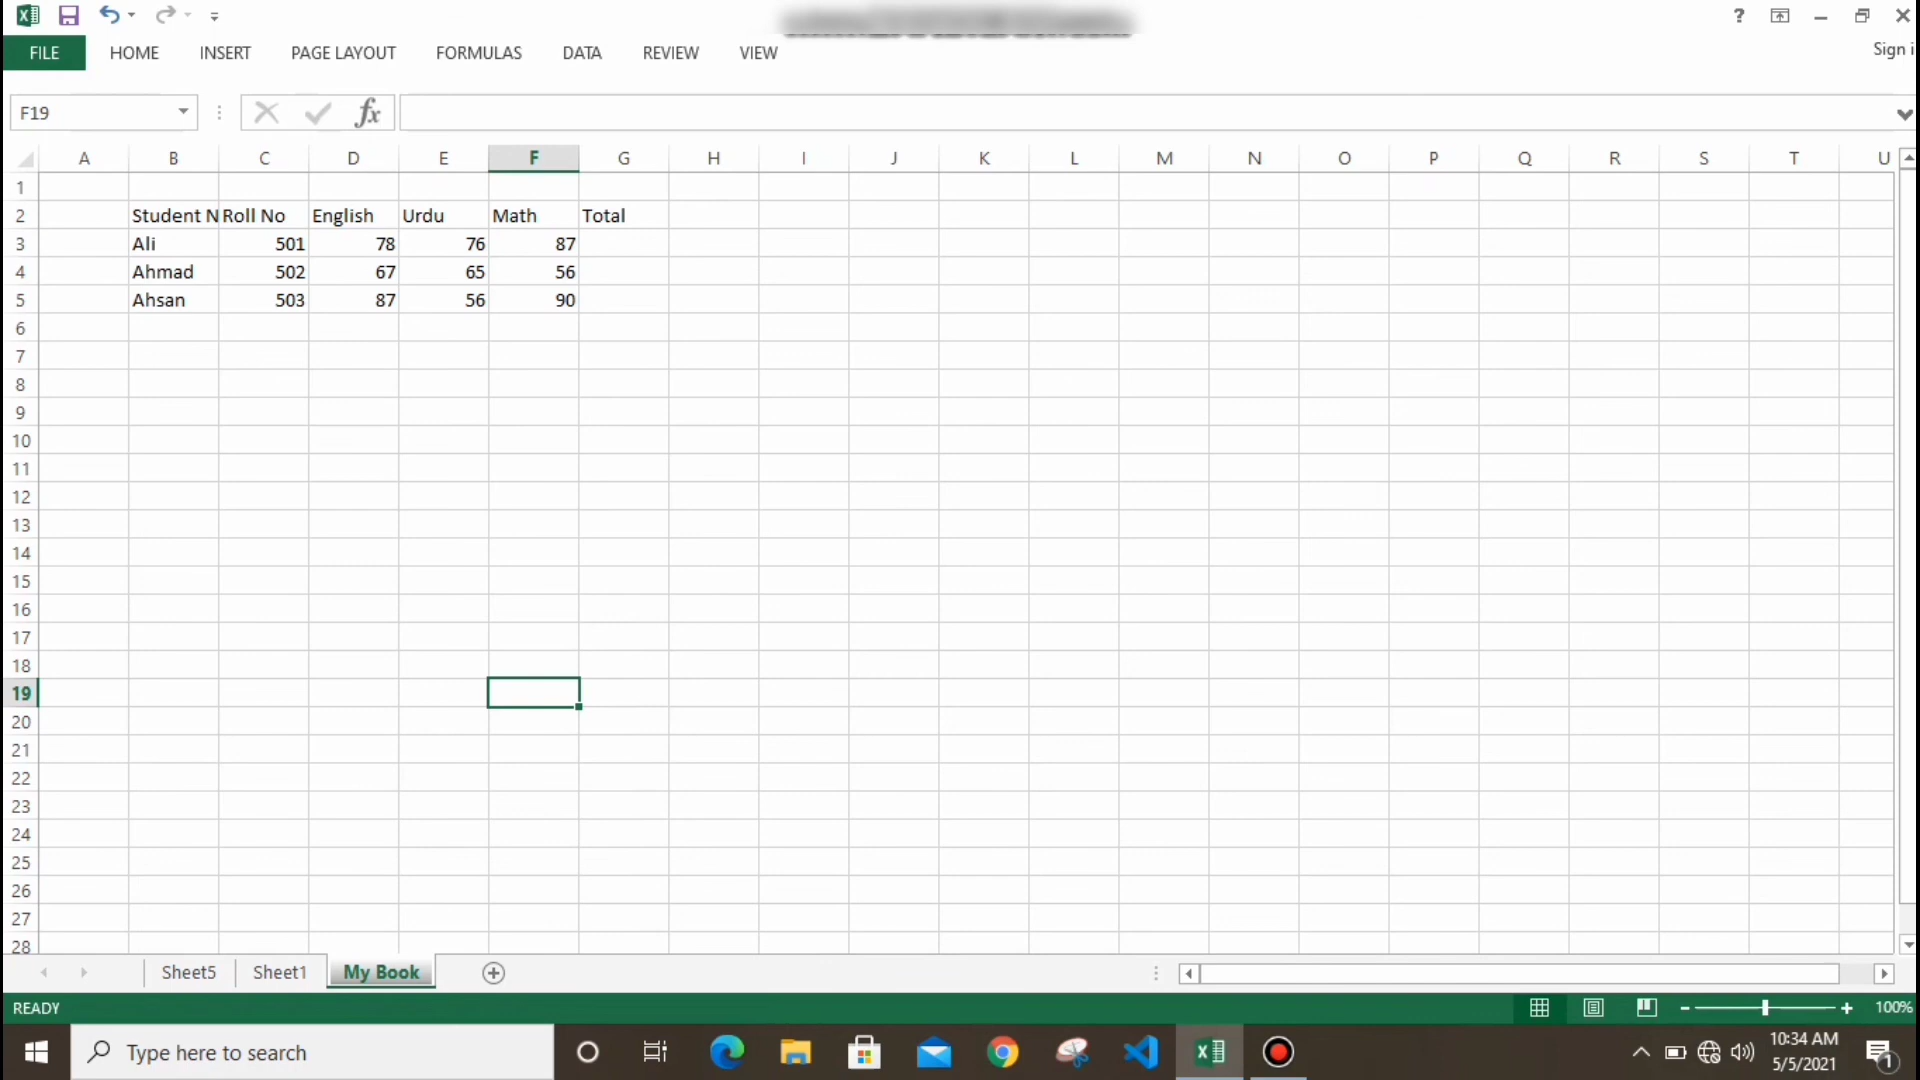 ?
FILE HOME INSERT PAGE LAYOUT FORMULAS DATA REVIEW VIEW Sign i
F19 fx
A B C D E F G H I J K L M N O P Q R S T U
1
2 Student N Roll No English Urdu Math Total
3 Ali 501 78 76 87
4 Ahmad 502 67 65 56
5 Ahsan 503 87 56 90
6
7
8
9
10
11
12
13
14
15
16
17
18
19
20
21
22
23
24
25
26
27
28
Sheet5 Sheet1 My Book
READY 100%
Type here to search 10:34 AM
5/5/2021 1